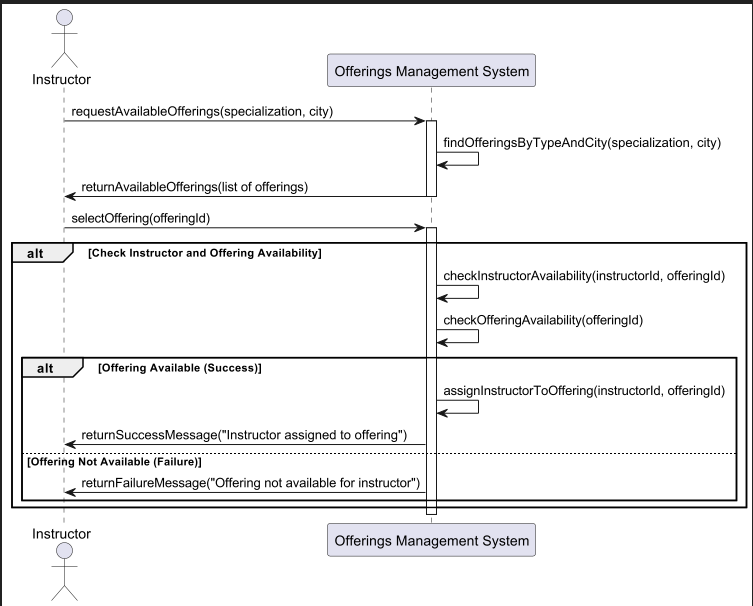 Instructor
Offerings Management System
requestAvailableOfferings(specialization, city)
findOfferingsByTypeAndCity(specialization, city)
returnAvailableOfferings(list of offerings)
selectOffering(offeringId)
alt
[Check Instructor and Offering Availability]
checkInstructorAvailability(instructorId, offeringId)
checkOfferingAvailability(offeringId)
alt
[Offering Available (Success)]
assignInstructorToOffering(instructorId, offeringId)
returnSuccessMessage("Instructor assigned to offering")
[Offering Not Available (Failure)]
returnFailureMessage("Offering not available for instructor")
Instructor
Offerings Management System